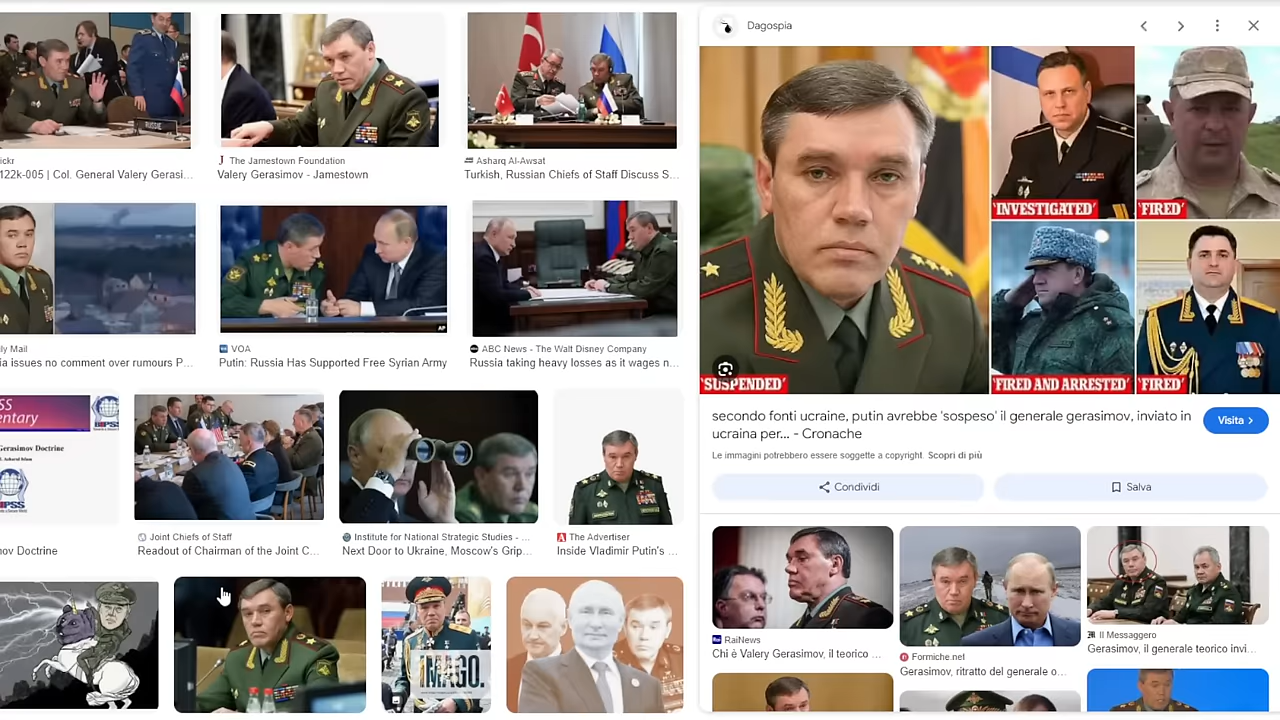 Dagospia
RUSSIE
ickr
122k-005 | Col. General Valery Gerasi...
The Jamestown Foundation
Valery Gerasimov - Jamestown
Asharq Al-Awsat
Turkish, Russian Chiefs of Staff Discuss S...
ly Mail
ia issues no comment over rumours P...
AP
VOA
Putin: Russia Has Supported Free Syrian Army
ABC News - The Walt Disney Company
Russia taking heavy losses as it wages n...
'INVESTIGATED'
'FIRED'
'SUSPENDED'
'FIRED AND ARRESTED'
'FIRED'
secondo fonti ucraine, putin avrebbe 'sospeso' il generale gerasimov, inviato in
ucraina per... - Cronache
Visita
Le immagini potrebbero essere soggette a copyright. Scopri di più
Condividi
Salva
SS
entary
Gerasimov Doctrine
IPSS
ov Doctrine
Joint Chiefs of Staff
Readout of Chairman of the Joint C...
Institute for National Strategic Studies - ...
Next Door to Ukraine, Moscow's Grip...
The Advertiser
Inside Vladimir Putin's ...
IMAGO.
RaiNews
Chi è Valery Gerasimov, il teorico ...
Formiche.net
Gerasimov, ritratto del generale o...
Il Messaggero
Gerasimov, il generale teorico invi...